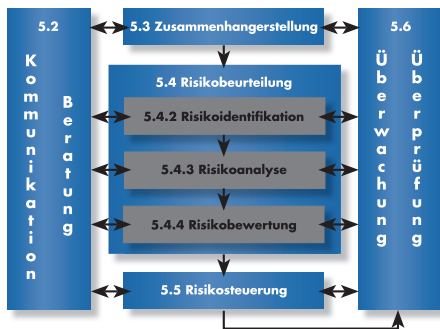 5.2
Kommunikation
Beratung
5.3 Zusammenhangerstellung
5.4 Risikobeurteilung
5.4.2 Risikoidentifikation
5.4.3 Risikoanalyse
5.4.4 Risikobewertung
5.5 Risikosteuerung
5.6
Überwachung
Überprüfung